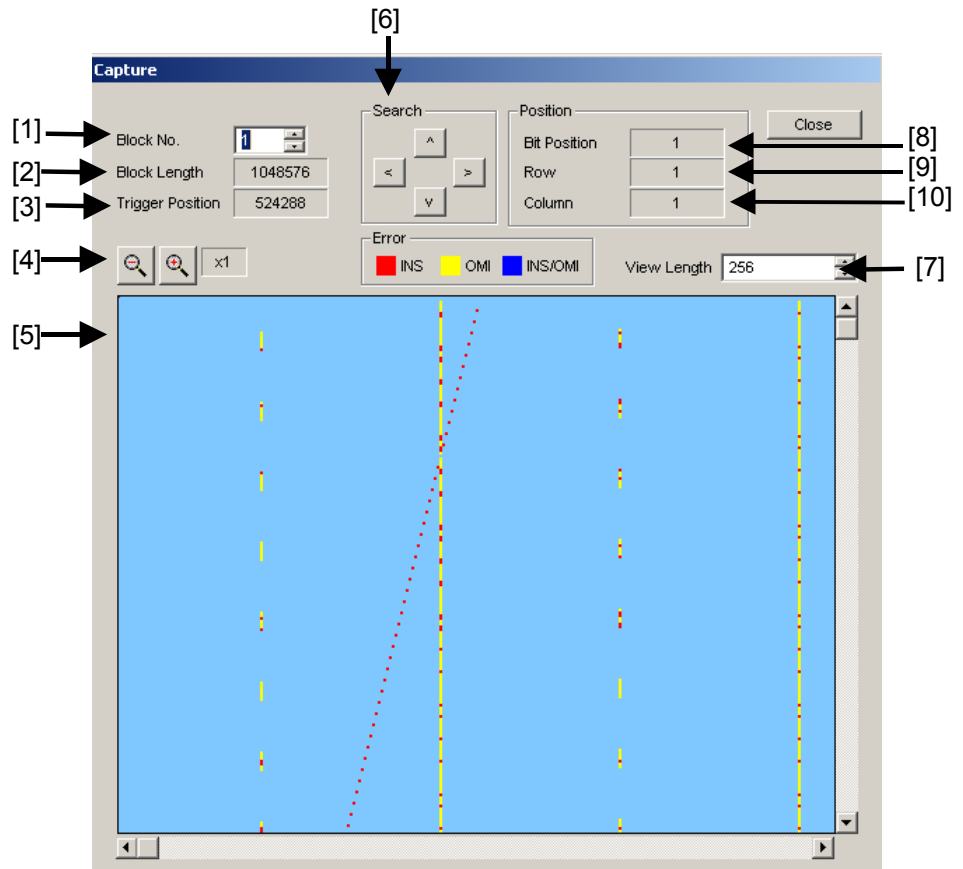 [6]
Capture
Search
Position
Close
[1]
Block No.
1
^
Bit Position
1
[8]
[2]
Block Length
1048576
<
>
Row
1
[9]
[3]
Trigger Position
524288
v
Column
1
[10]
Error
[4]
x1
INS
OMI
INS/OMI
View Length
256
[7]
[5]